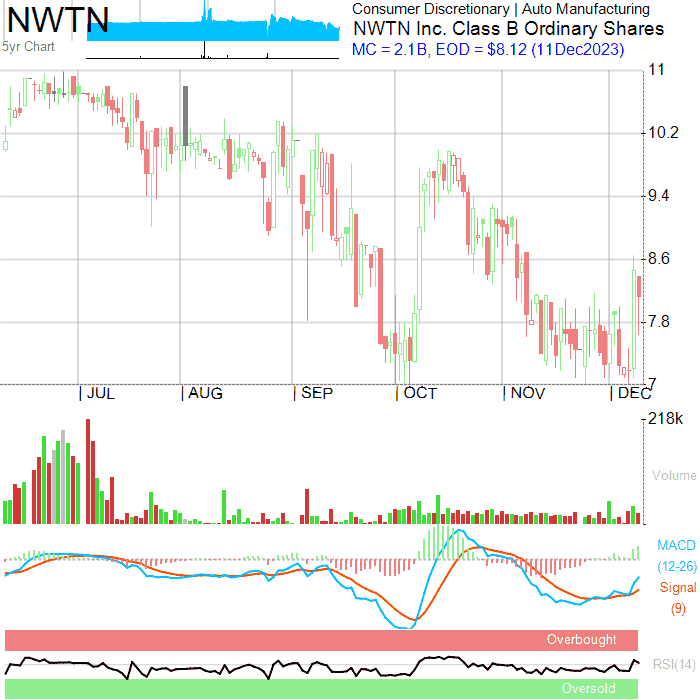 NWTN
5yr Chart
Consumer Discretionary | Auto Manufacturing
NWTN Inc. Class B Ordinary Shares
MC = 2.1B, EOD = $8.12 (11Dec2023)
11
10.2
9.4
8.6
7.8
7
JUL
AUG
SEP
OCT
NOV
DEC
218k
Volume
MACD
(12-26)
Signal
(9)
Overbought
RSI(14)
Oversold